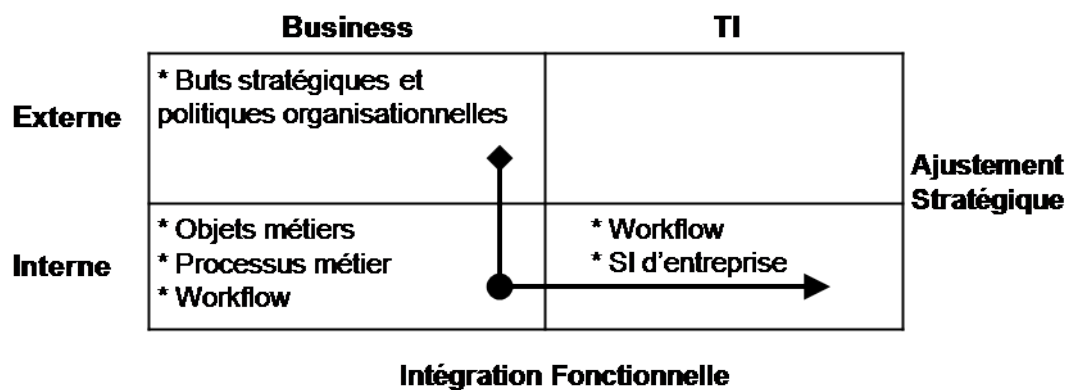 Business
TI
Externe
* Buts stratégiques et
politiques organisationnelles
Ajustement
Stratégique
Interne
* Objets métiers
* Processus métier
* Workflow
* Workflow
* SI d'entreprise
Intégration Fonctionnelle